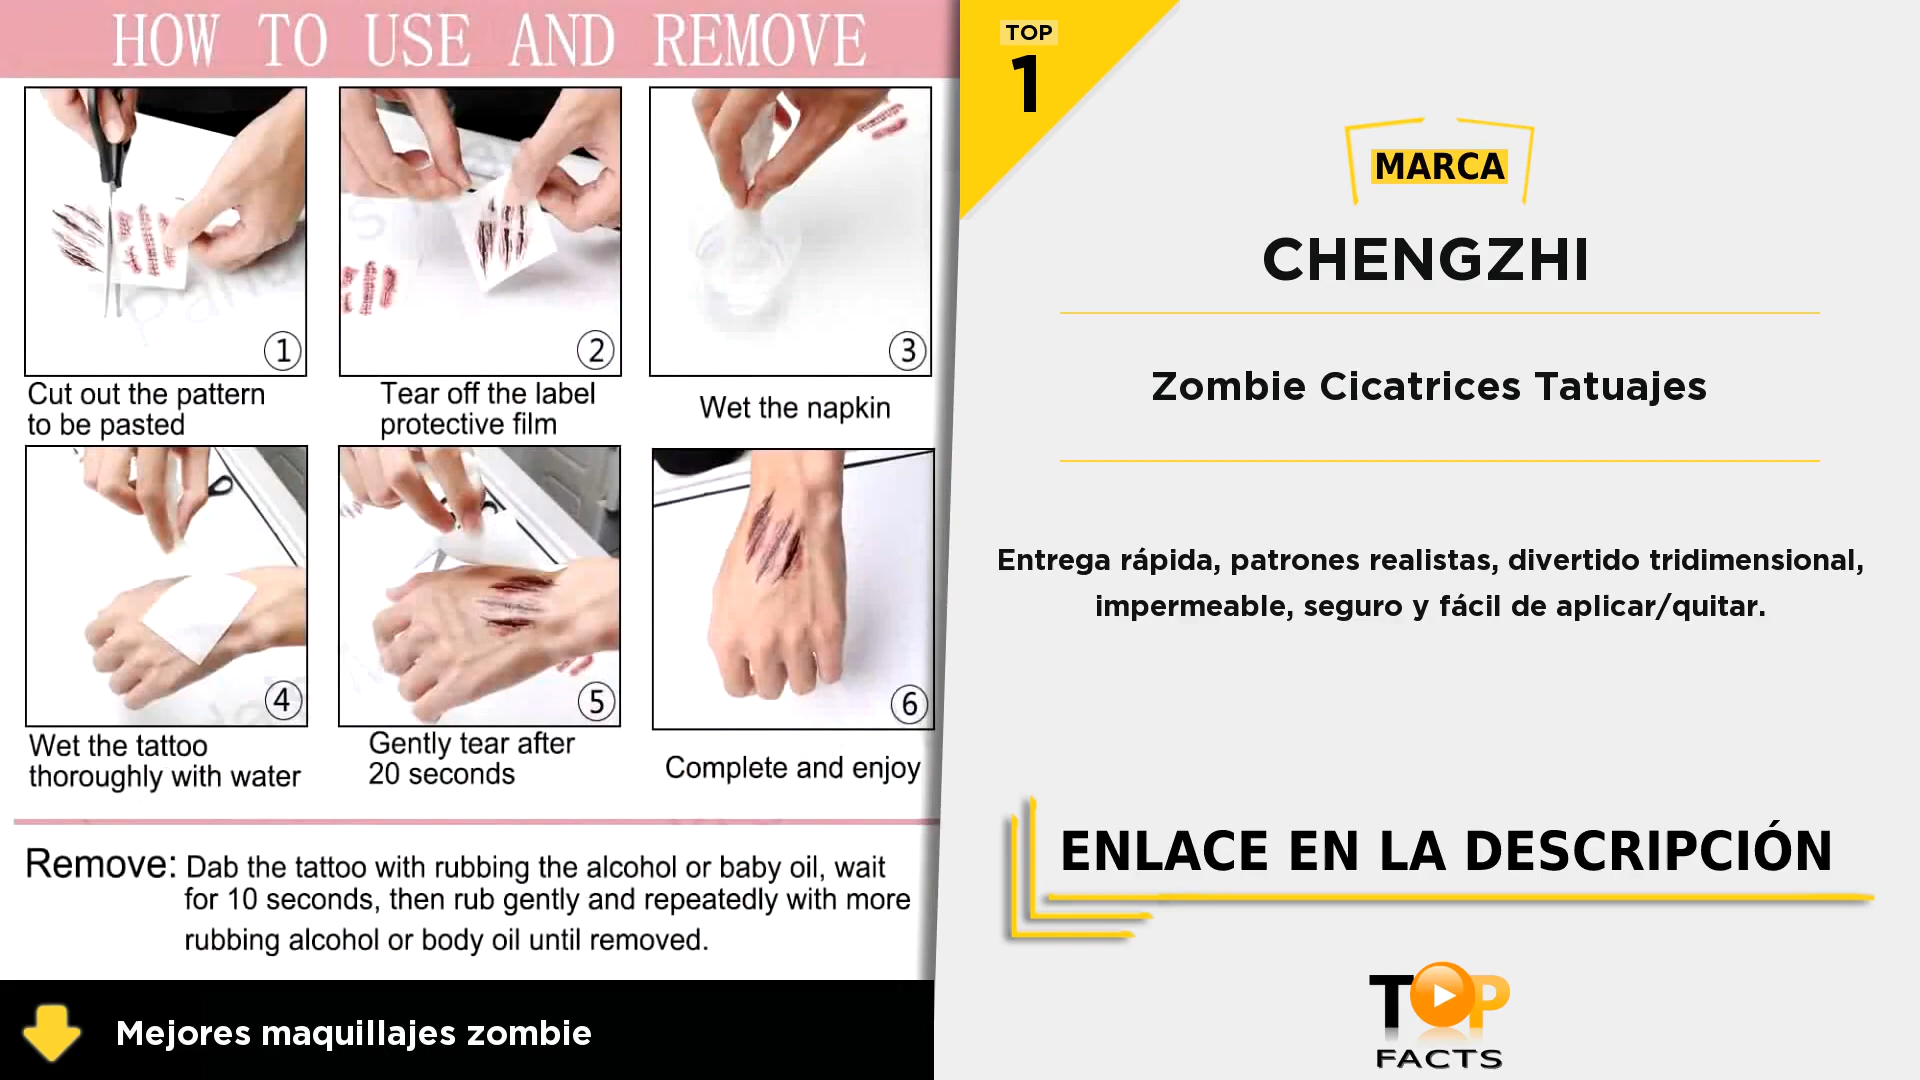 HOW TO USE AND REMOVE
1
2
3
Cut out the pattern
to be pasted
Tear off the label
protective film
Wet the napkin
4
5
6
Wet the tattoo
thoroughly with water
Gently tear after
20 seconds
Complete and enjoy
Remove: Dab the tattoo with rubbing the alcohol or baby oil, wait
for 10 seconds, then rub gently and repeatedly with more
rubbing alcohol or body oil until removed.
Mejores maquillajes zombie
TOP
1
MARCA
CHENGZHI
Zombie Cicatrices Tatuajes
Entrega rápida, patrones realistas, divertido tridimensional,
impermeable, seguro y fácil de aplicar/quitar.
ENLACE EN LA DESCRIPCIÓN
TOP
FACTS